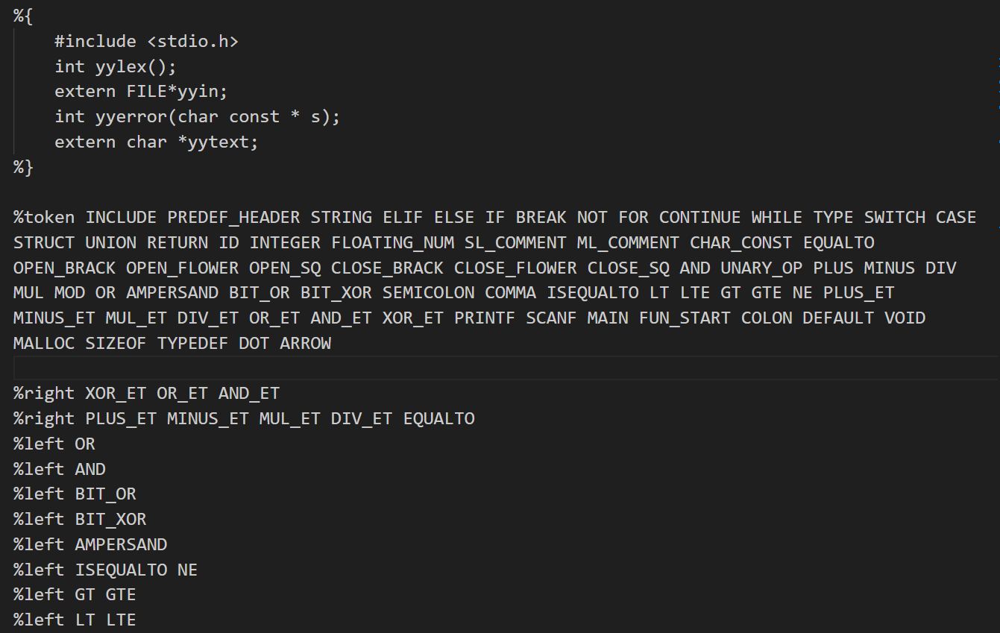 %{
    #include <stdio.h>
    int yylex();
    extern FILE*yyin;
    int yyerror(char const * s);
    extern char *yytext;
%}
%token INCLUDE PREDEF_HEADER STRING ELIF ELSE IF BREAK NOT FOR CONTINUE WHILE TYPE SWITCH CASE
STRUCT UNION RETURN ID INTEGER FLOATING_NUM SL_COMMENT ML_COMMENT CHAR_CONST EQUALTO
OPEN_BRACK OPEN_FLOWER OPEN_SQ CLOSE_BRACK CLOSE_FLOWER CLOSE_SQ AND UNARY_OP PLUS MINUS DIV
MUL MOD OR AMPERSAND BIT_OR BIT_XOR SEMICOLON COMMA ISEQUALTO LT LTE GT GTE NE PLUS_ET
MINUS_ET MUL_ET DIV_ET OR_ET AND_ET XOR_ET PRINTF SCANF MAIN FUN_START COLON DEFAULT VOID
MALLOC SIZEOF TYPEDEF DOT ARROW
%right XOR_ET OR_ET AND_ET
%right PLUS_ET MINUS_ET MUL_ET DIV_ET EQUALTO
%left OR
%left AND
%left BIT_OR
%left BIT_XOR
%left AMPERSAND
%left ISEQUALTO NE
%left GT GTE
%left LT LTE